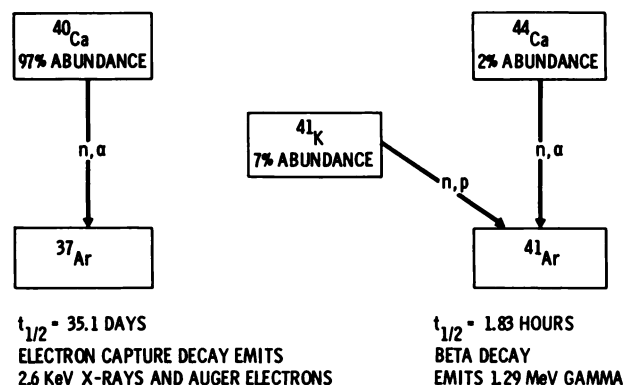 40Ca
97% ABUNDANCE
44Ca
2% ABUNDANCE
41K
7% ABUNDANCE
n,α
n,α
n,p
37Ar
41Ar
t1/2 = 35.1 DAYS
ELECTRON CAPTURE DECAY EMITS
2.6 KeV X-RAYS AND AUGER ELECTRONS
t1/2 = 1.83 HOURS
BETA DECAY
EMITS 1.29 MeV GAMMA